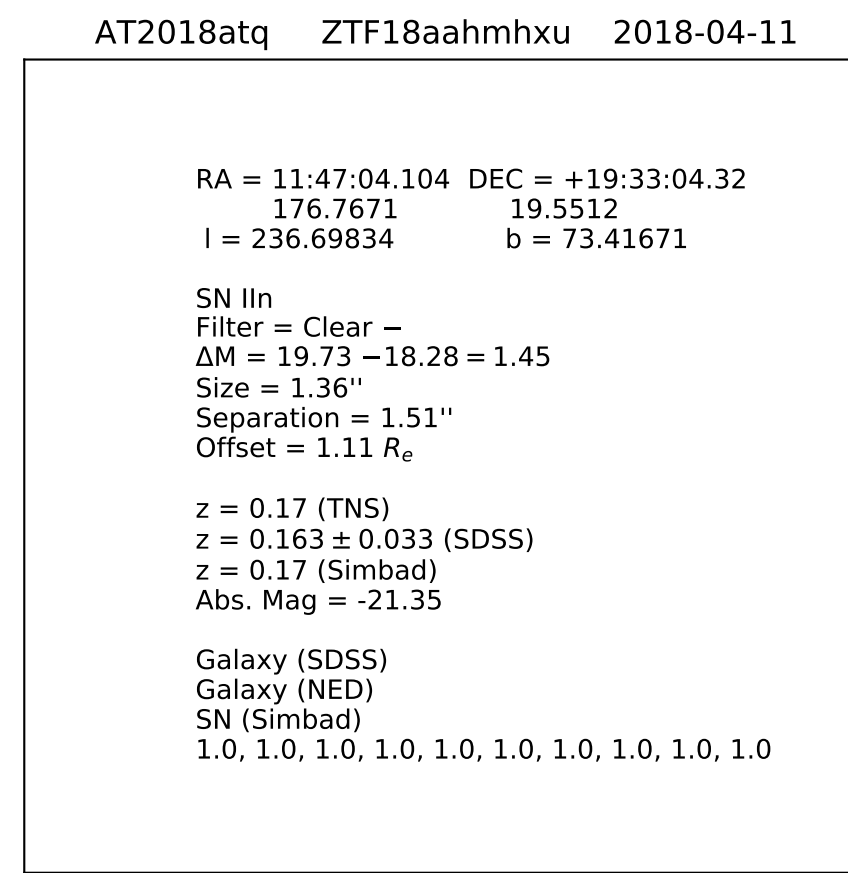 AT2018atq ZTF18aahmhxu 2018-04-11
RA = 11:47:04.104 DEC = +19:33:04.32
176.7671 19.5512
l = 236.69834 b = 73.41671
SN IIn
Filter = Clear −
ΔM = 19.73 −18.28 = 1.45
Size = 1.36''
Separation = 1.51''
Offset = 1.11 Re
z = 0.17 (TNS)
z = 0.163 ± 0.033 (SDSS)
z = 0.17 (Simbad)
Abs. Mag = -21.35
Galaxy (SDSS)
Galaxy (NED)
SN (Simbad)
1.0, 1.0, 1.0, 1.0, 1.0, 1.0, 1.0, 1.0, 1.0, 1.0